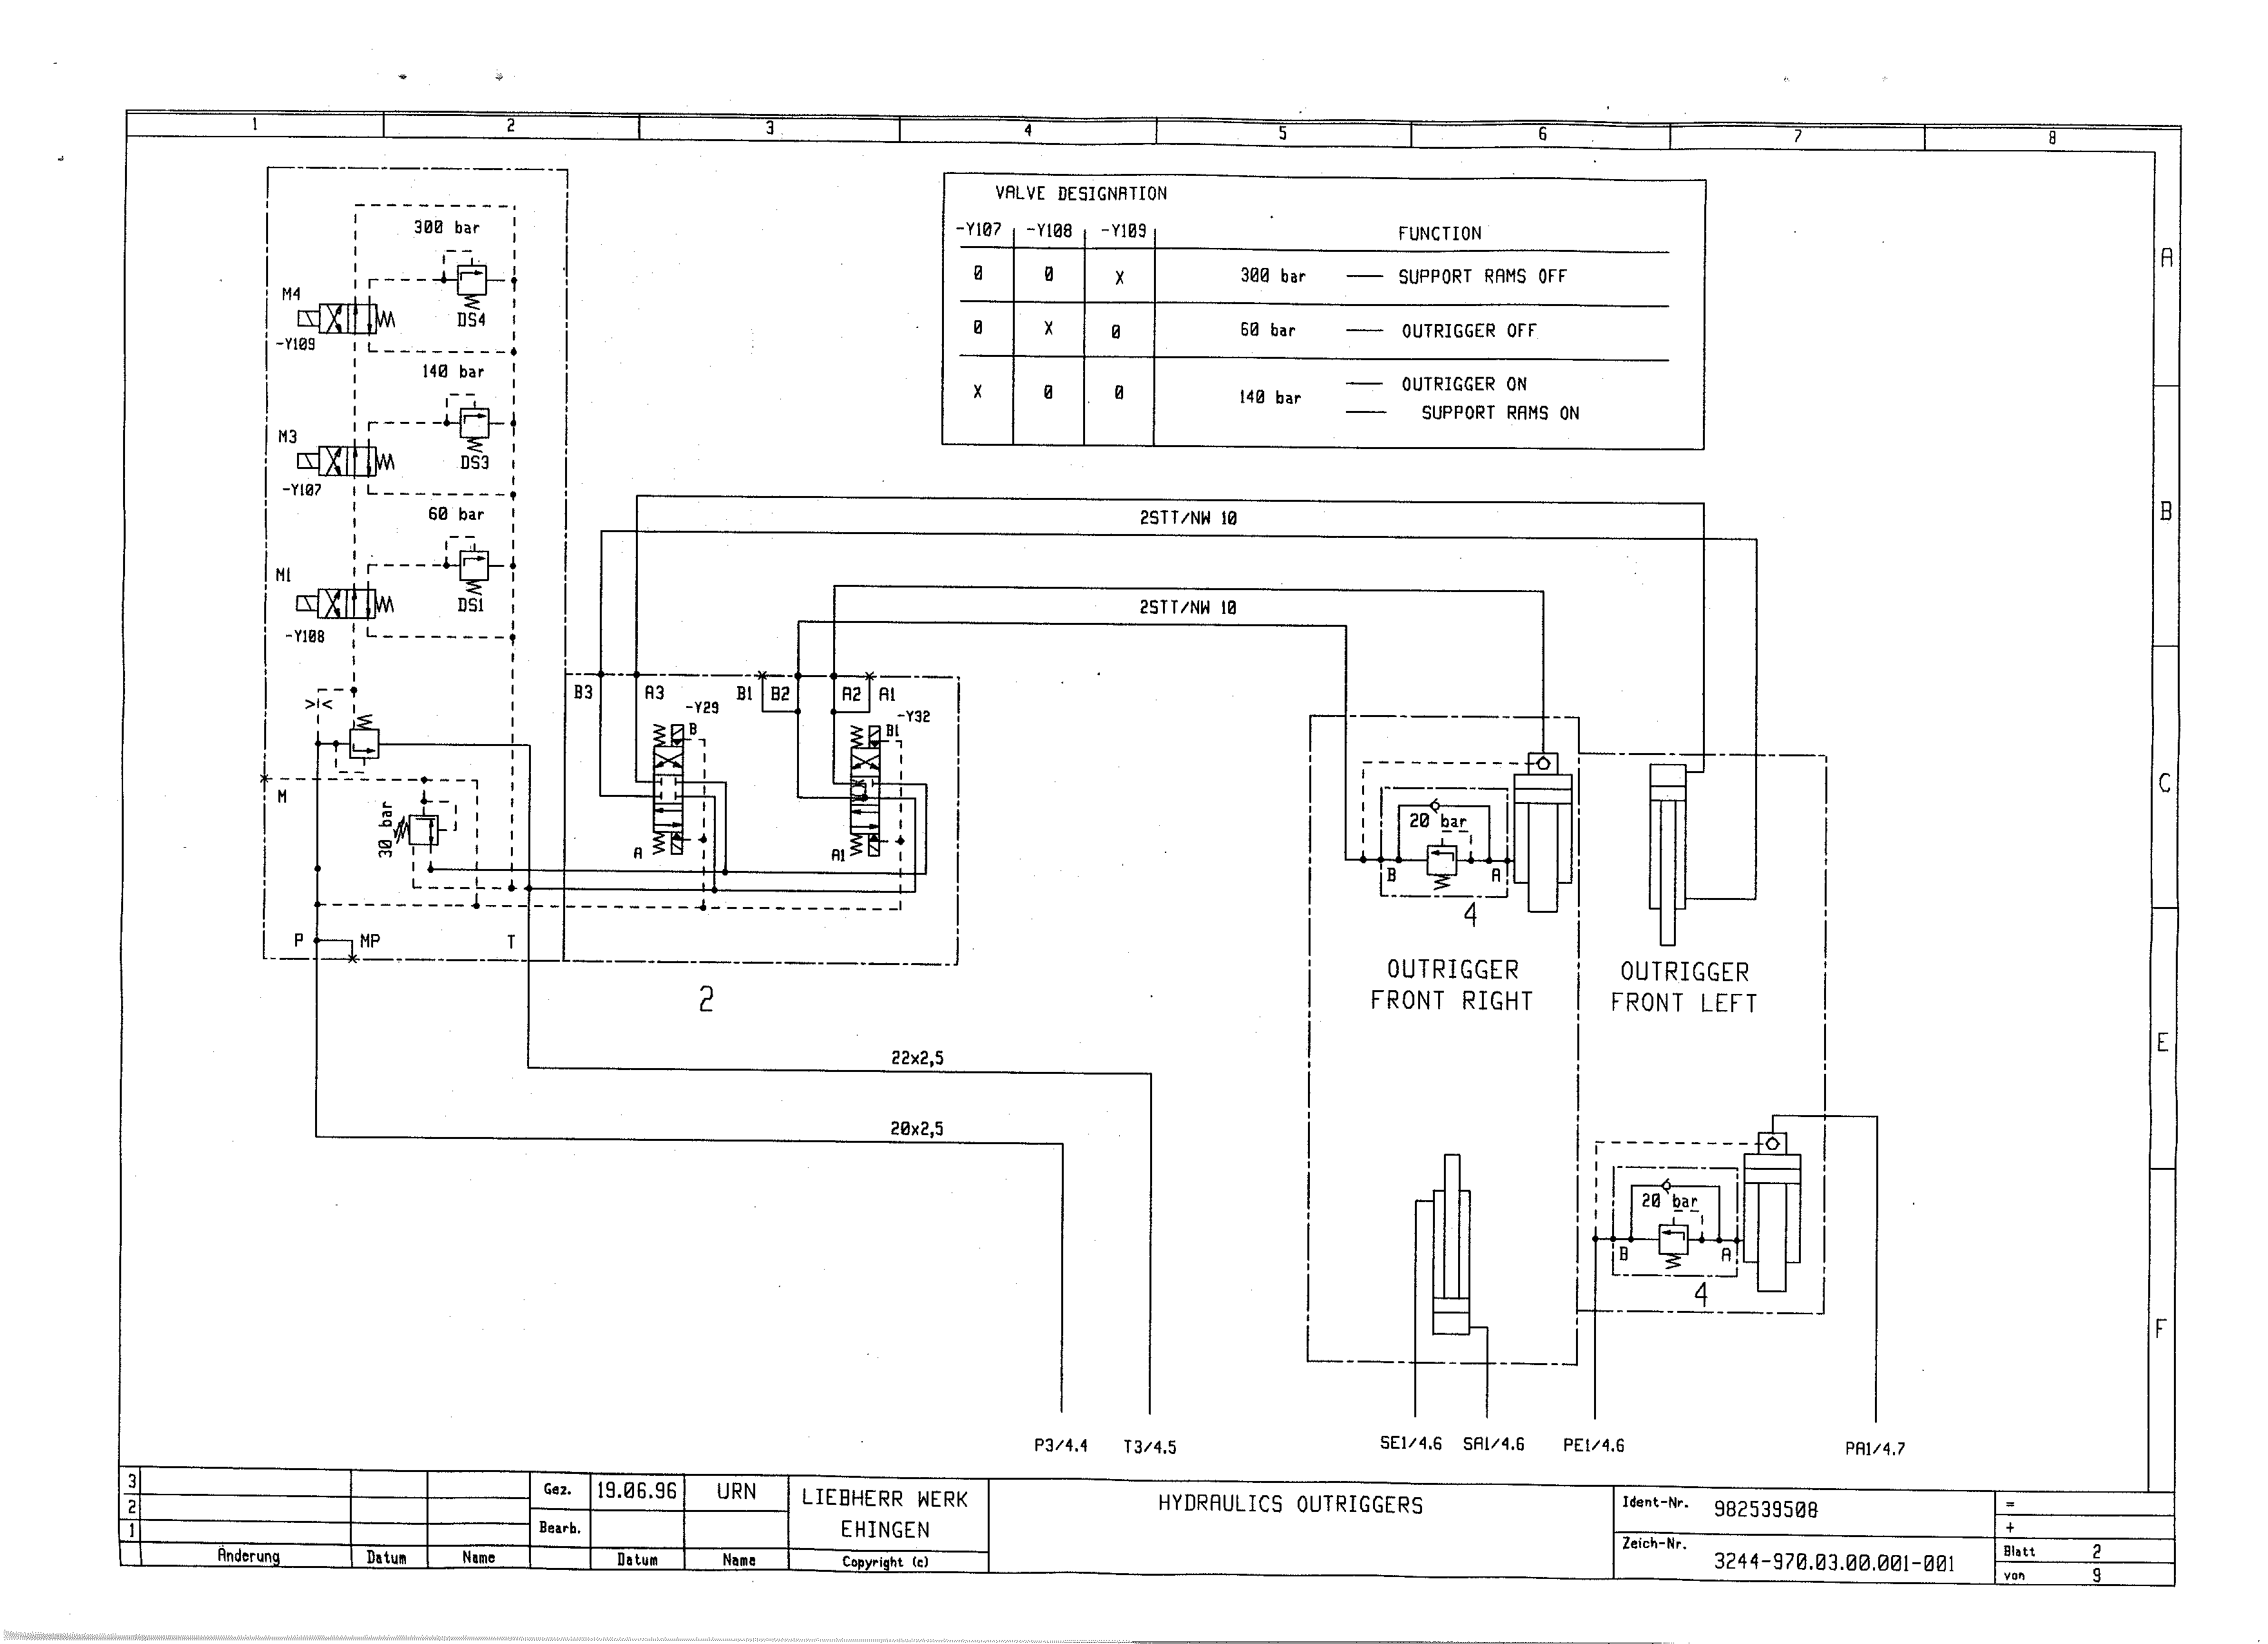 1 2 3 4 5 6 7 8
A
B
C
E
F
VALVE DESIGNATION
-Y107 -Y108 -Y109 FUNCTION
0 0 X 300 bar SUPPORT RAMS OFF
0 X 0 60 bar OUTRIGGER OFF
X 0 0 140 bar OUTRIGGER ON
SUPPORT RAMS ON
300 bar
M4
DS4
-Y109
140 bar
M3
DS3
-Y107
60 bar
M1
DS1
-Y108
2STT/NW 10
2STT/NW 10
B3 A3 B1 B2 A2 A1
-Y29
B
-Y32
B1
A
A1
> <
M
30 bar
P MP T
2
20 bar
B A
4
OUTRIGGER
FRONT RIGHT
OUTRIGGER
FRONT LEFT
22x2,5
20x2,5
20 bar
B A
4
P3/4.4 T3/4.5 SE1/4.6 SA1/4.6 PE1/4.6 PA1/4.7
3
2
1
Änderung Datum Name
Gez. 19.06.96 URN
Bearb.
Datum Name
LIEBHERR WERK
EHINGEN
Copyright (c)
HYDRAULICS OUTRIGGERS
Ident-Nr. 982539508
Zeich-Nr. 3244-970.03.00.001-001
=
+
Blatt 2
von 9